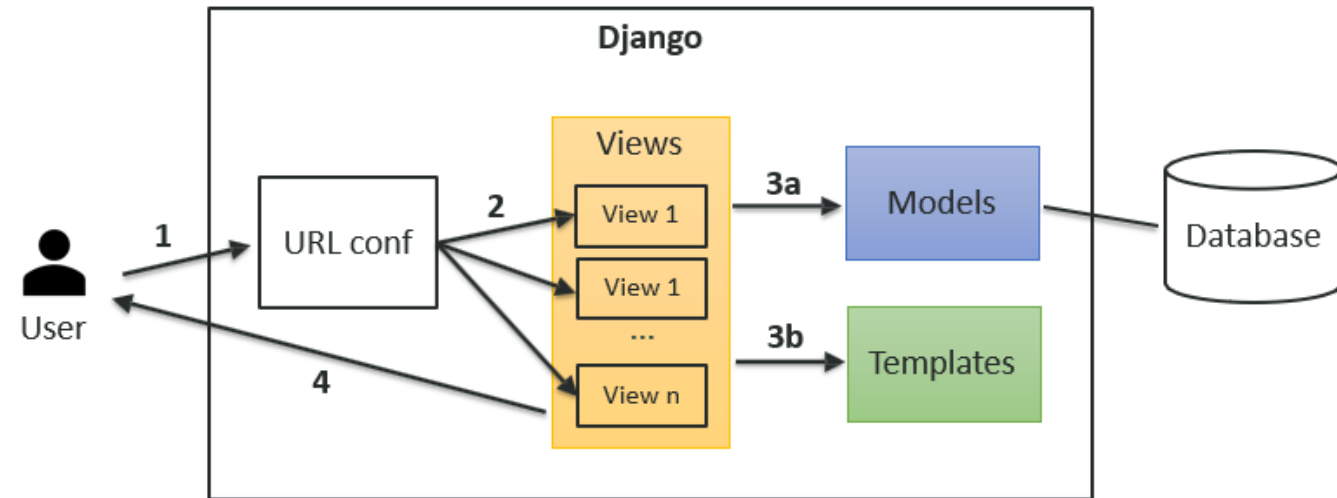 Django
Views
View 1
View 1
...
View n
URL conf
User
Models
Templates
Database
1
2
3a
3b
4